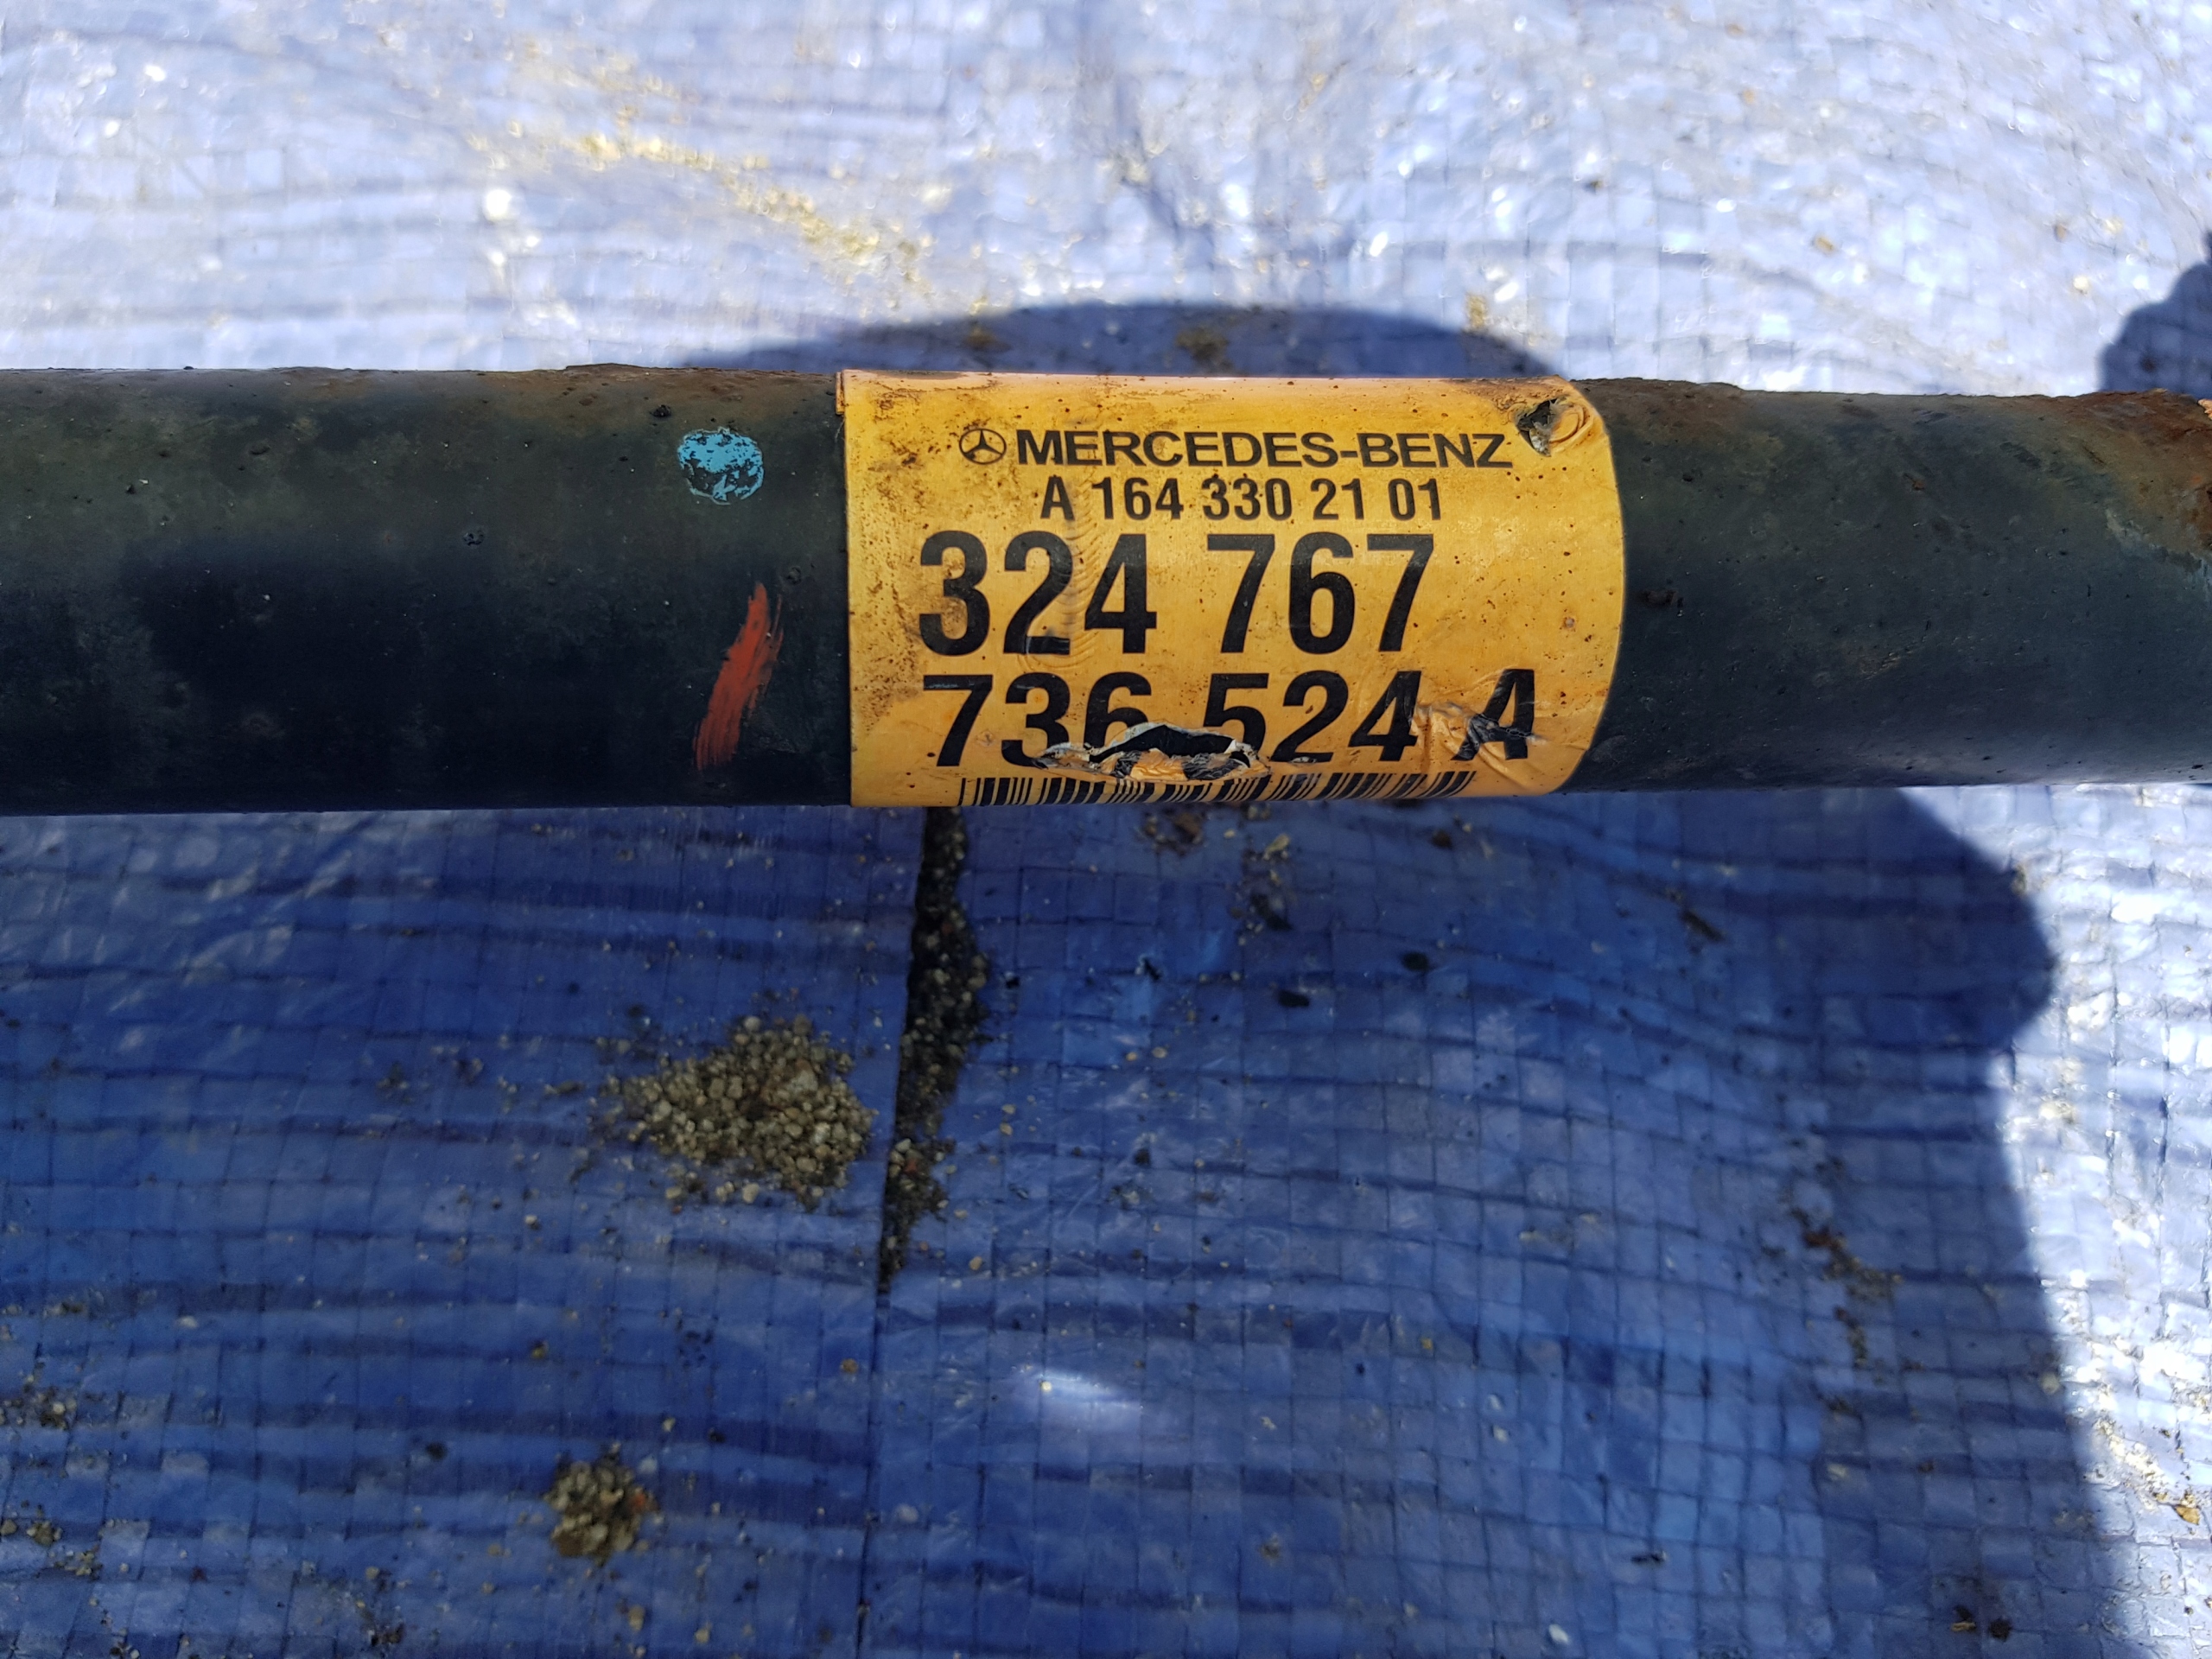 MERCEDES-BENZ
A 164 330 21 01
324 767
736 524 A